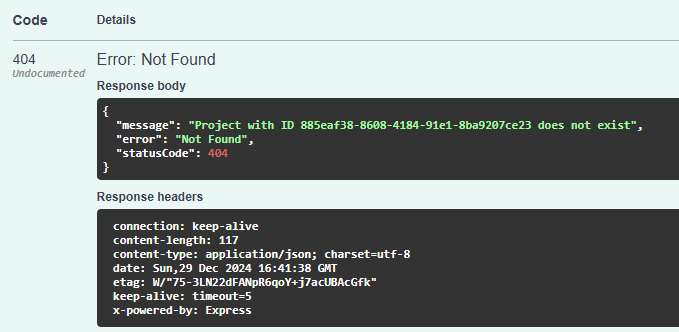 Code Details
404 Error: Not Found
Undocumented
Response body
{
  "message": "Project with ID 885eaf38-8608-4184-91e1-8ba9207ce23 does not exist",
  "error": "Not Found",
  "statusCode": 404
}
Response headers
connection: keep-alive
content-length: 117
content-type: application/json; charset=utf-8
date: Sun,29 Dec 2024 16:41:38 GMT
etag: W/"75-3LN22dFANpR6qoY+j7acUBAcGfk"
keep-alive: timeout=5
x-powered-by: Express